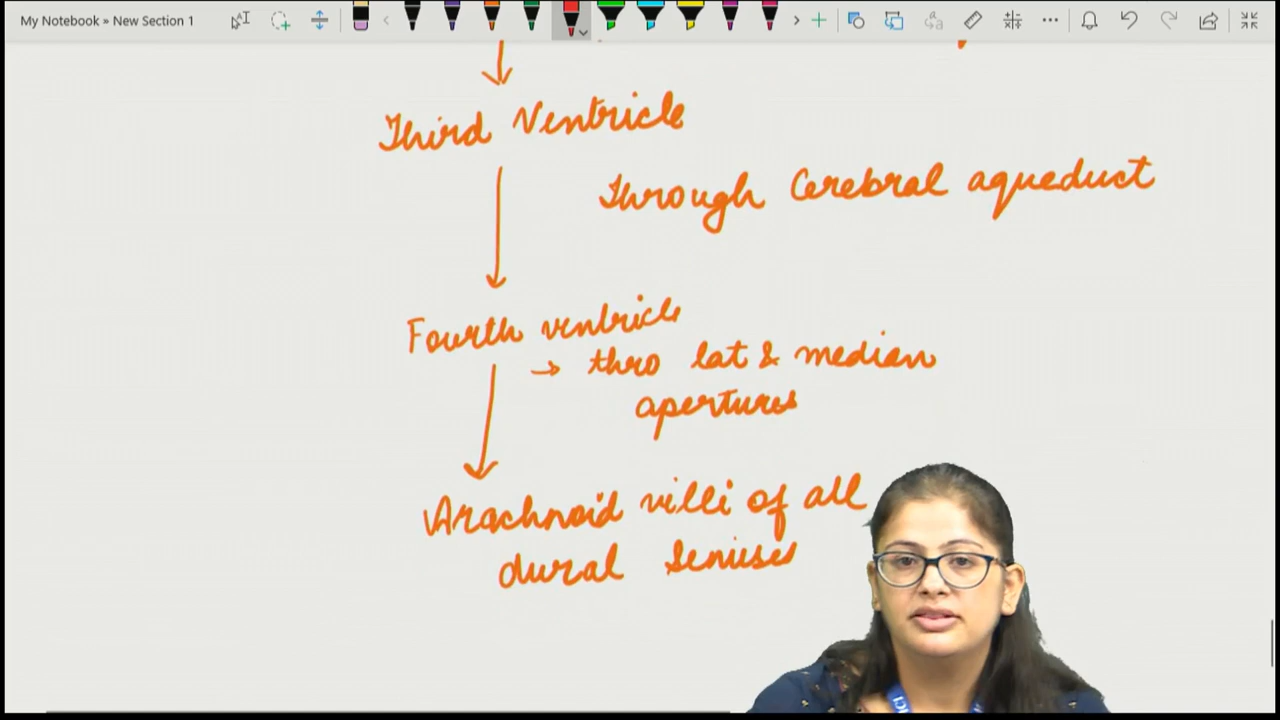 My Notebook » New Section 1
Third Ventricle
Through Cerebral aqueduct
Fourth ventricle
→ thro lat & median
apertures
Arachnoid villi of all
dural Senuses